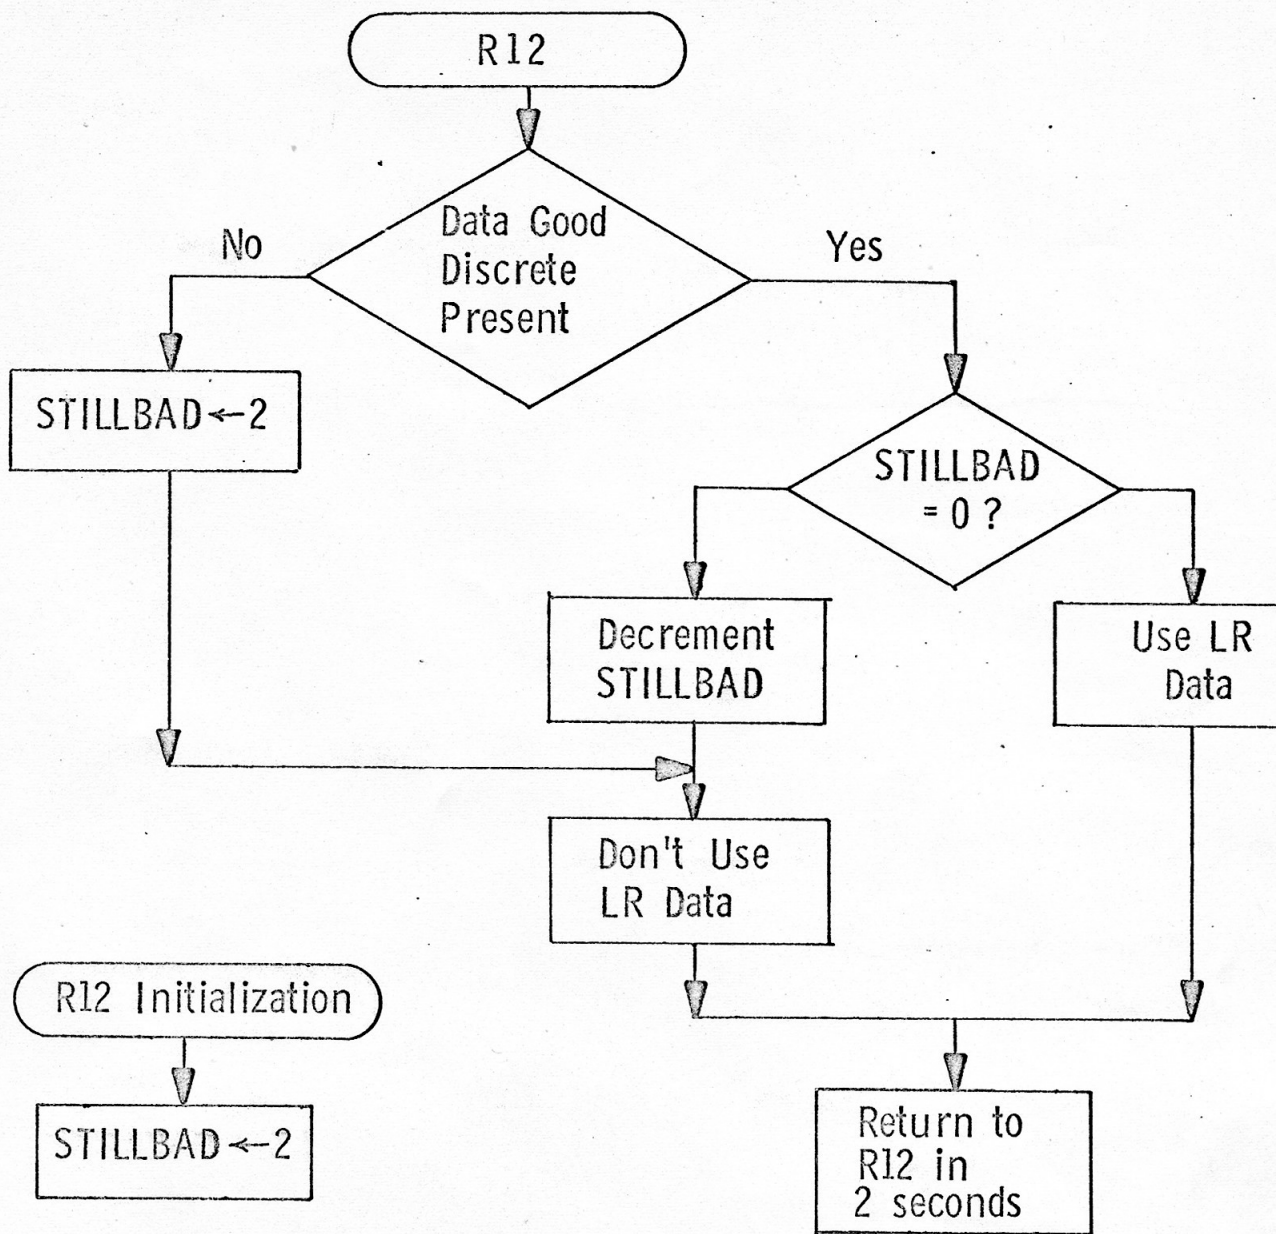 R12
Data Good
Discrete
Present
No
Yes
STILLBAD ← 2
STILLBAD
= 0 ?
Decrement
STILLBAD
Use LR
Data
Don't Use
LR Data
R12 Initialization
STILLBAD ← 2
Return to
R12 in
2 seconds